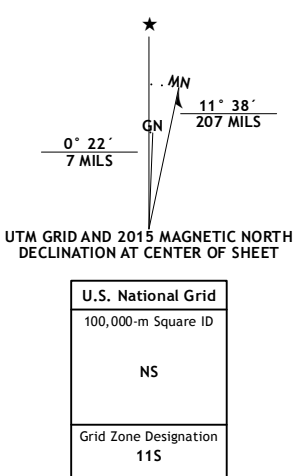 ★
MN
11° 38´
207 MILS
GN
0° 22´
7 MILS
UTM GRID AND 2015 MAGNETIC NORTH
DECLINATION AT CENTER OF SHEET
U.S. National Grid
100,000-m Square ID
NS
Grid Zone Designation
11S